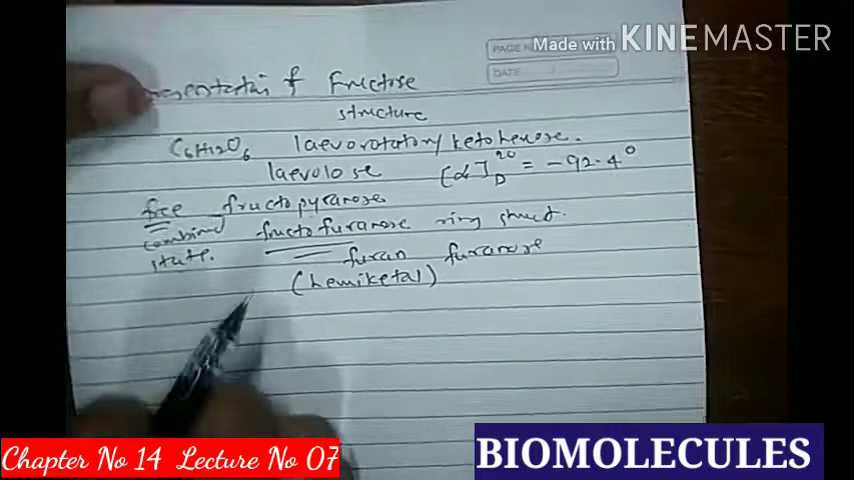 PAGE N
Made with KINEMASTER
DATE
of Fructose
structure
C6H12O6 laevorotatory ketohexose.
laevolose [α]D20 = -92.4°
free fructopyranose
combined fructofuranose ring struct.
state. furan furanose
(hemiketal)
Chapter No 14 Lecture No 07
BIOMOLECULES